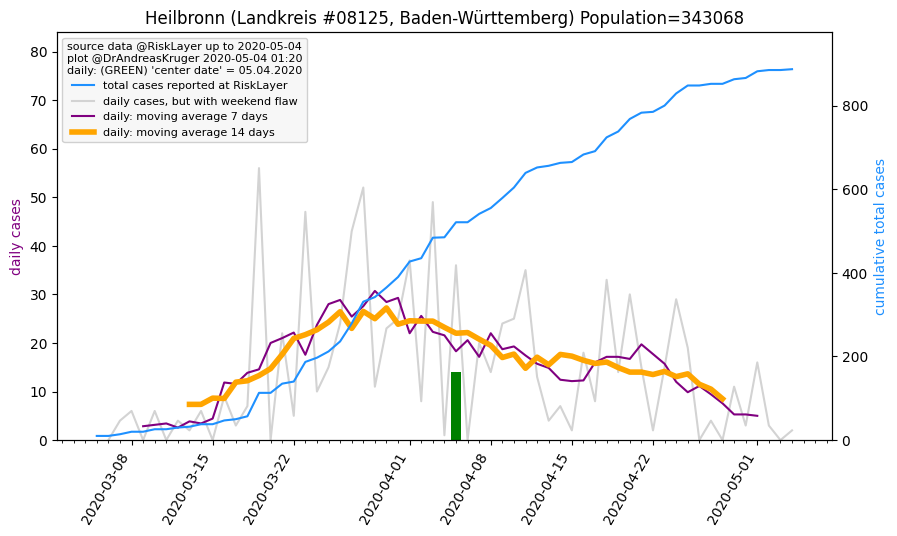 Heilbronn (Landkreis #08125, Baden-Württemberg) Population=343068
source data @RiskLayer up to 2020-05-04
plot @DrAndreasKruger 2020-05-04 01:20
daily: (GREEN) 'center date' = 05.04.2020
total cases reported at RiskLayer
daily cases, but with weekend flaw
daily: moving average 7 days
daily: moving average 14 days
daily cases
80
70
60
50
40
30
20
10
0
cumulative total cases
800
600
400
200
0
2020-03-08
2020-03-15
2020-03-22
2020-04-01
2020-04-08
2020-04-15
2020-04-22
2020-05-01